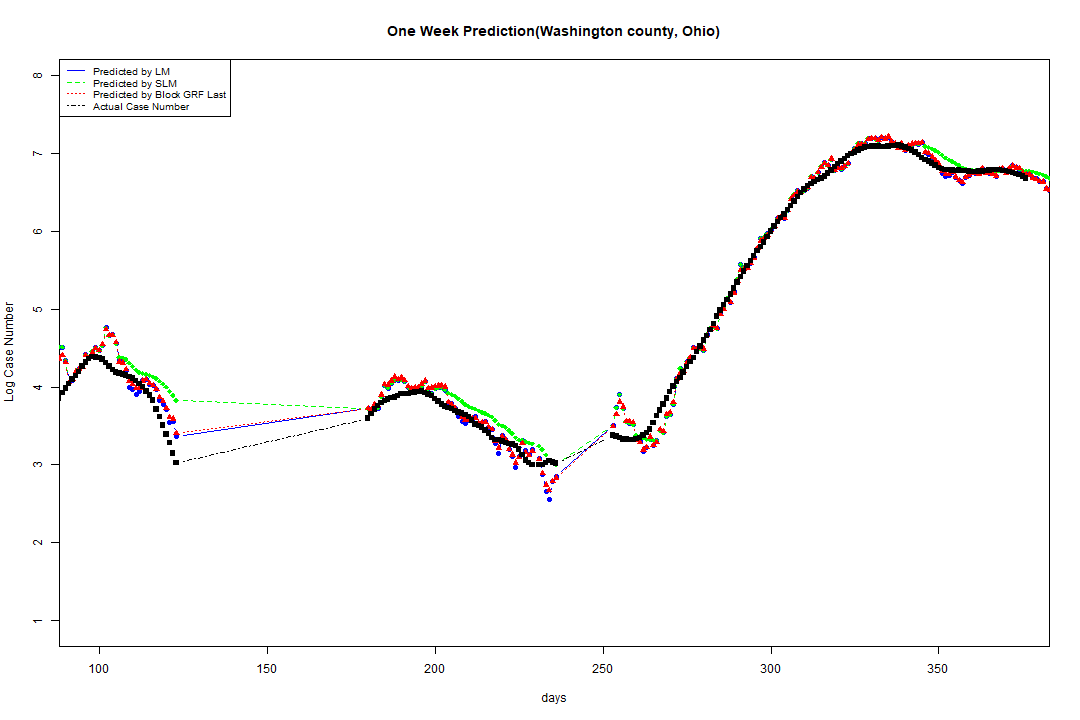 One Week Prediction(Washington county, Ohio)
Predicted by LM
Predicted by SLM
Predicted by Block GRF Last
Actual Case Number
Log Case Number
8
7
6
5
4
3
2
1
100 150 200 250 300 350
days